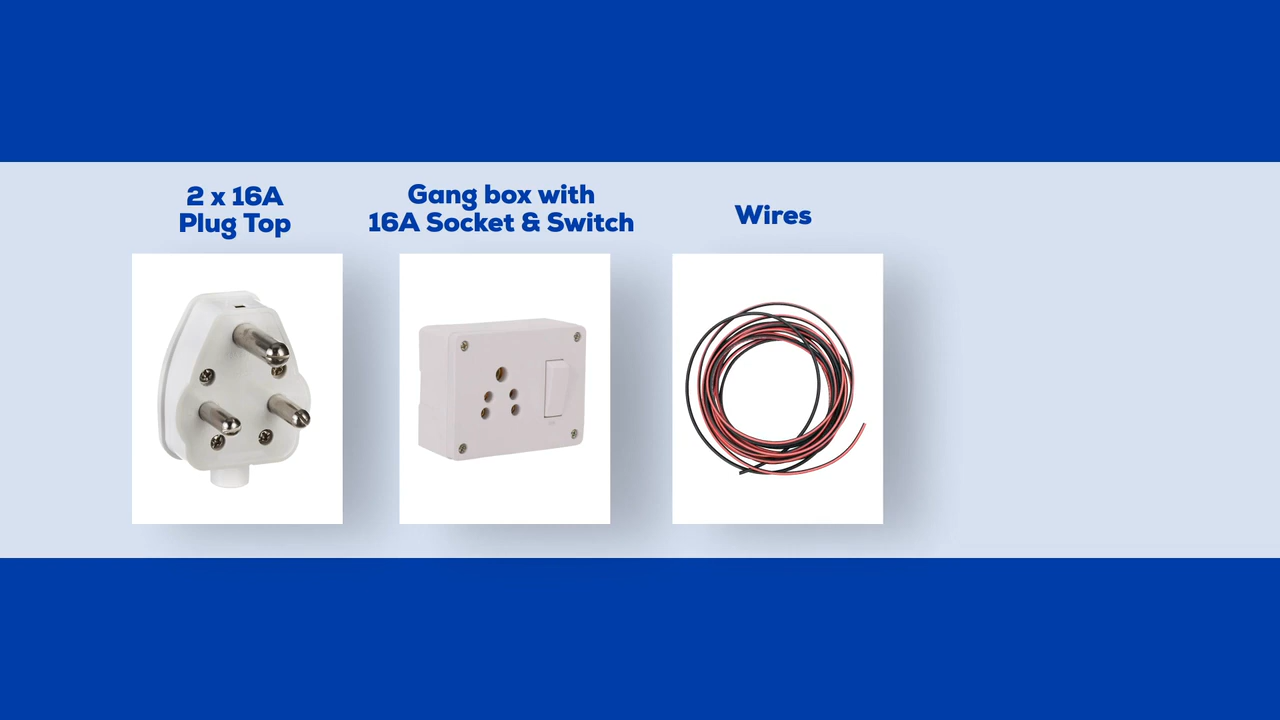 2 x 16A
Plug Top
Gang box with
16A Socket & Switch
Wires